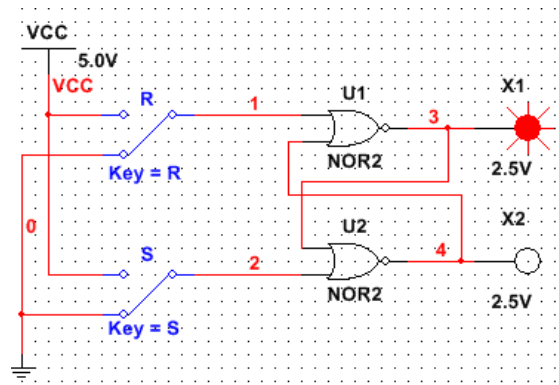 VCC
5.0V
VCC
R
1
U1
3
X1
Key = R
NOR2
2.5V
0
S
2
U2
4
X2
Key = S
NOR2
2.5V